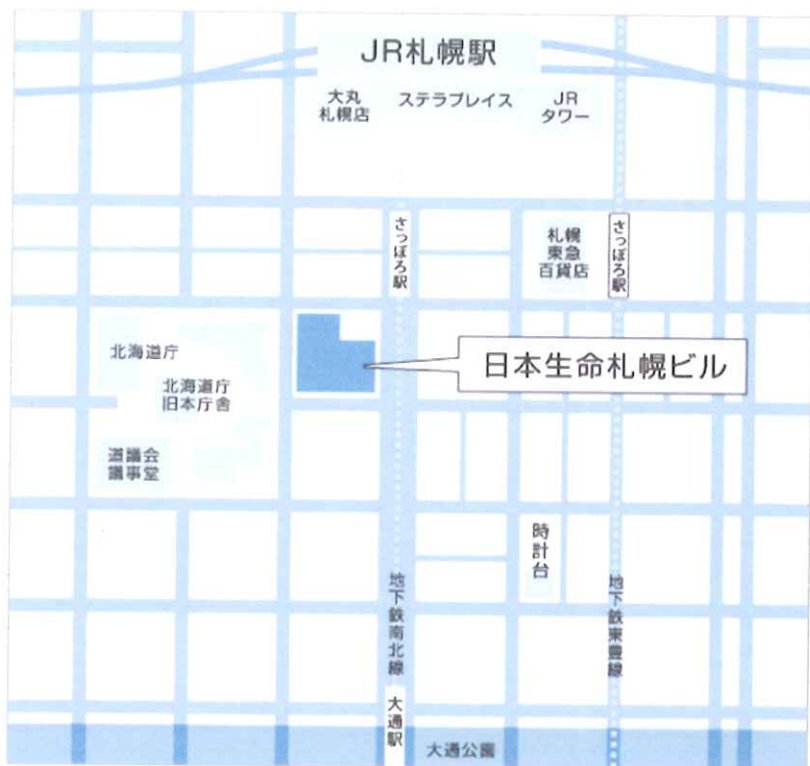 JR札幌駅
大丸
札幌店
ステラプレイス
JR
タワー
さっぽろ駅
札幌
東急
百貨店
さっぽろ駅
北海道庁
日本生命札幌ビル
北海道庁
旧本庁舎
道議会
議事堂
時計台
地下鉄南北線
地下鉄東豊線
大通駅
大通公園